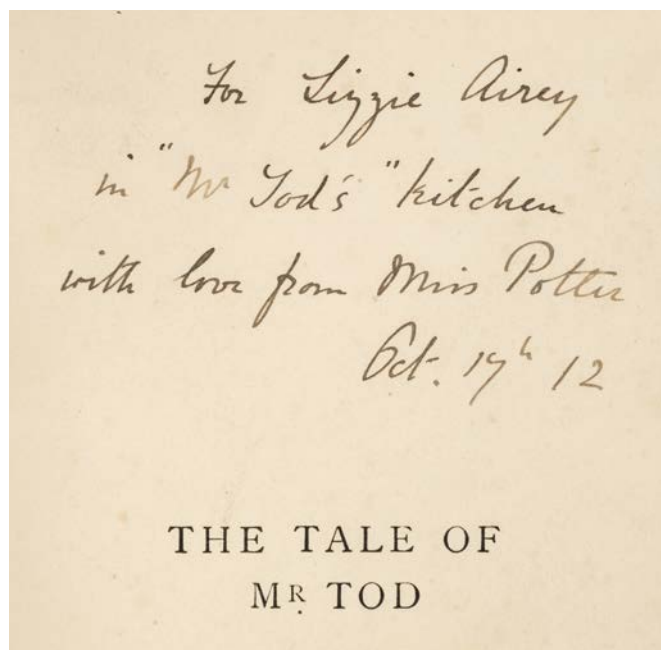 For Lizzie Airey
in "Mr Tod's" kitchen
with love from Miss Potter
Oct. 17th 12
THE TALE OF
MR. TOD